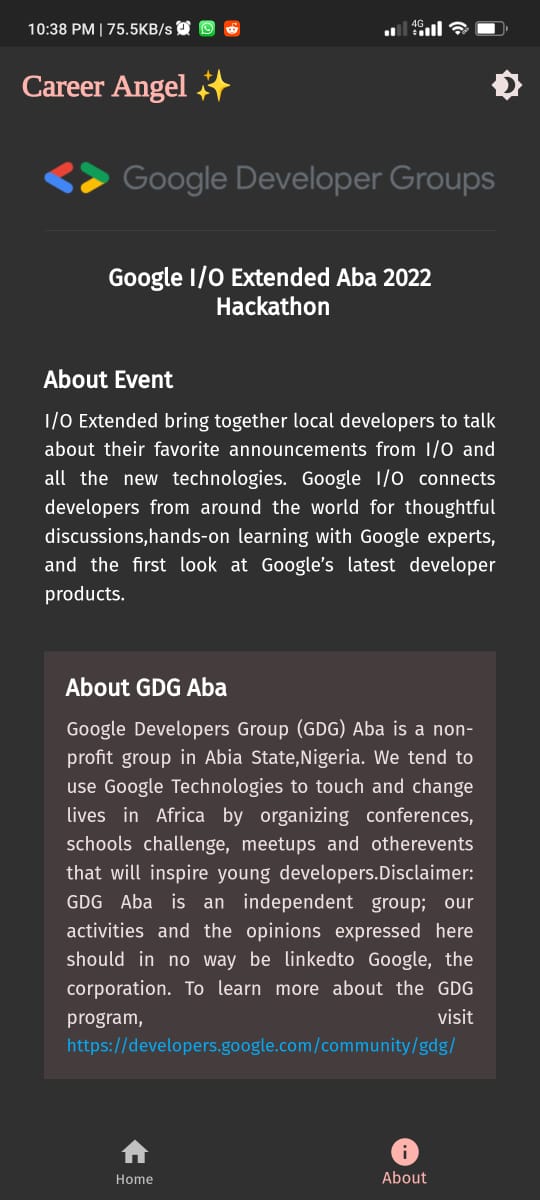 10:38 PM | 75.5KB/s
4G
Career Angel ✨
Google Developer Groups
Google I/O Extended Aba 2022
Hackathon
About Event
I/O Extended bring together local developers to talk
about their favorite announcements from I/O and
all the new technologies. Google I/O connects
developers from around the world for thoughtful
discussions,hands-on learning with Google experts,
and the first look at Google’s latest developer
products.
About GDG Aba
Google Developers Group (GDG) Aba is a non-
profit group in Abia State,Nigeria. We tend to
use Google Technologies to touch and change
lives in Africa by organizing conferences,
schools challenge, meetups and otherevents
that will inspire young developers.Disclaimer:
GDG Aba is an independent group; our
activities and the opinions expressed here
should in no way be linkedto Google, the
corporation. To learn more about the GDG
program, visit
https://developers.google.com/community/gdg/
Home
About